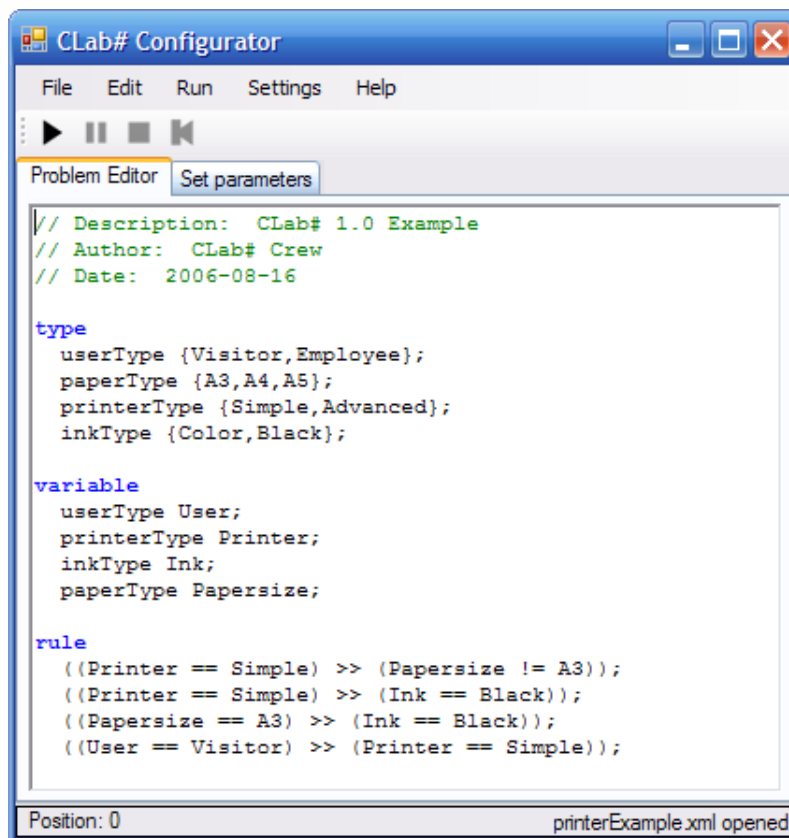 CLab# Configurator
File Edit Run Settings Help
Problem Editor Set parameters
// Description:  CLab# 1.0 Example
// Author:  CLab# Crew
// Date:  2006-08-16
type
userType {Visitor,Employee};
paperType {A3,A4,A5};
printerType {Simple,Advanced};
inkType {Color,Black};
variable
userType User;
printerType Printer;
inkType Ink;
paperType Papersize;
rule
((Printer == Simple) >> (Papersize != A3));
((Printer == Simple) >> (Ink == Black));
((Papersize == A3) >> (Ink == Black));
((User == Visitor) >> (Printer == Simple));
Position: 0 printerExample.xml opened